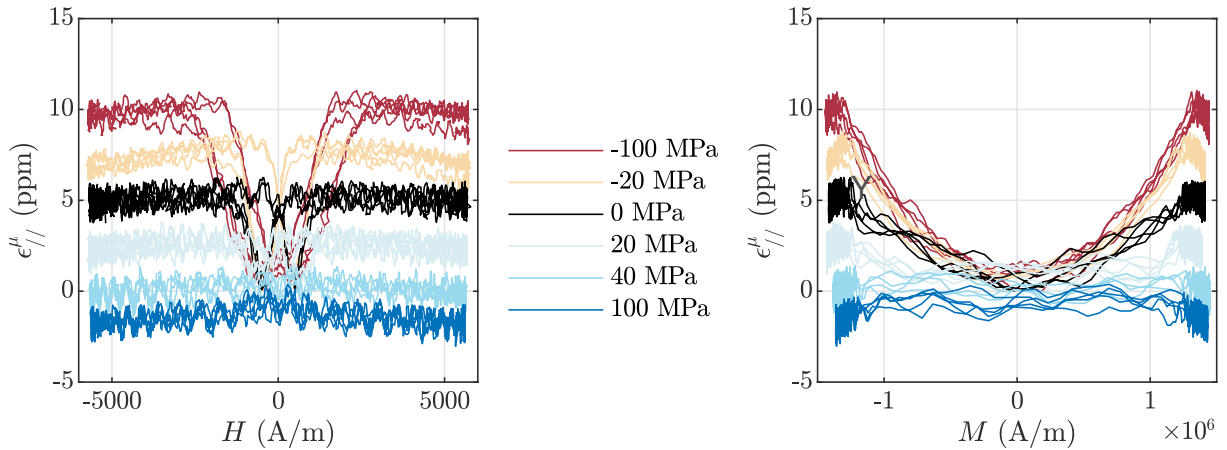 15
10
5
0
-5
-5000 0 5000
H (A/m)
ϵ^μ_// (ppm)
-100 MPa
-20 MPa
0 MPa
20 MPa
40 MPa
100 MPa
15
10
5
0
-5
-1 0 1
×10^6
M (A/m)
ϵ^μ_// (ppm)